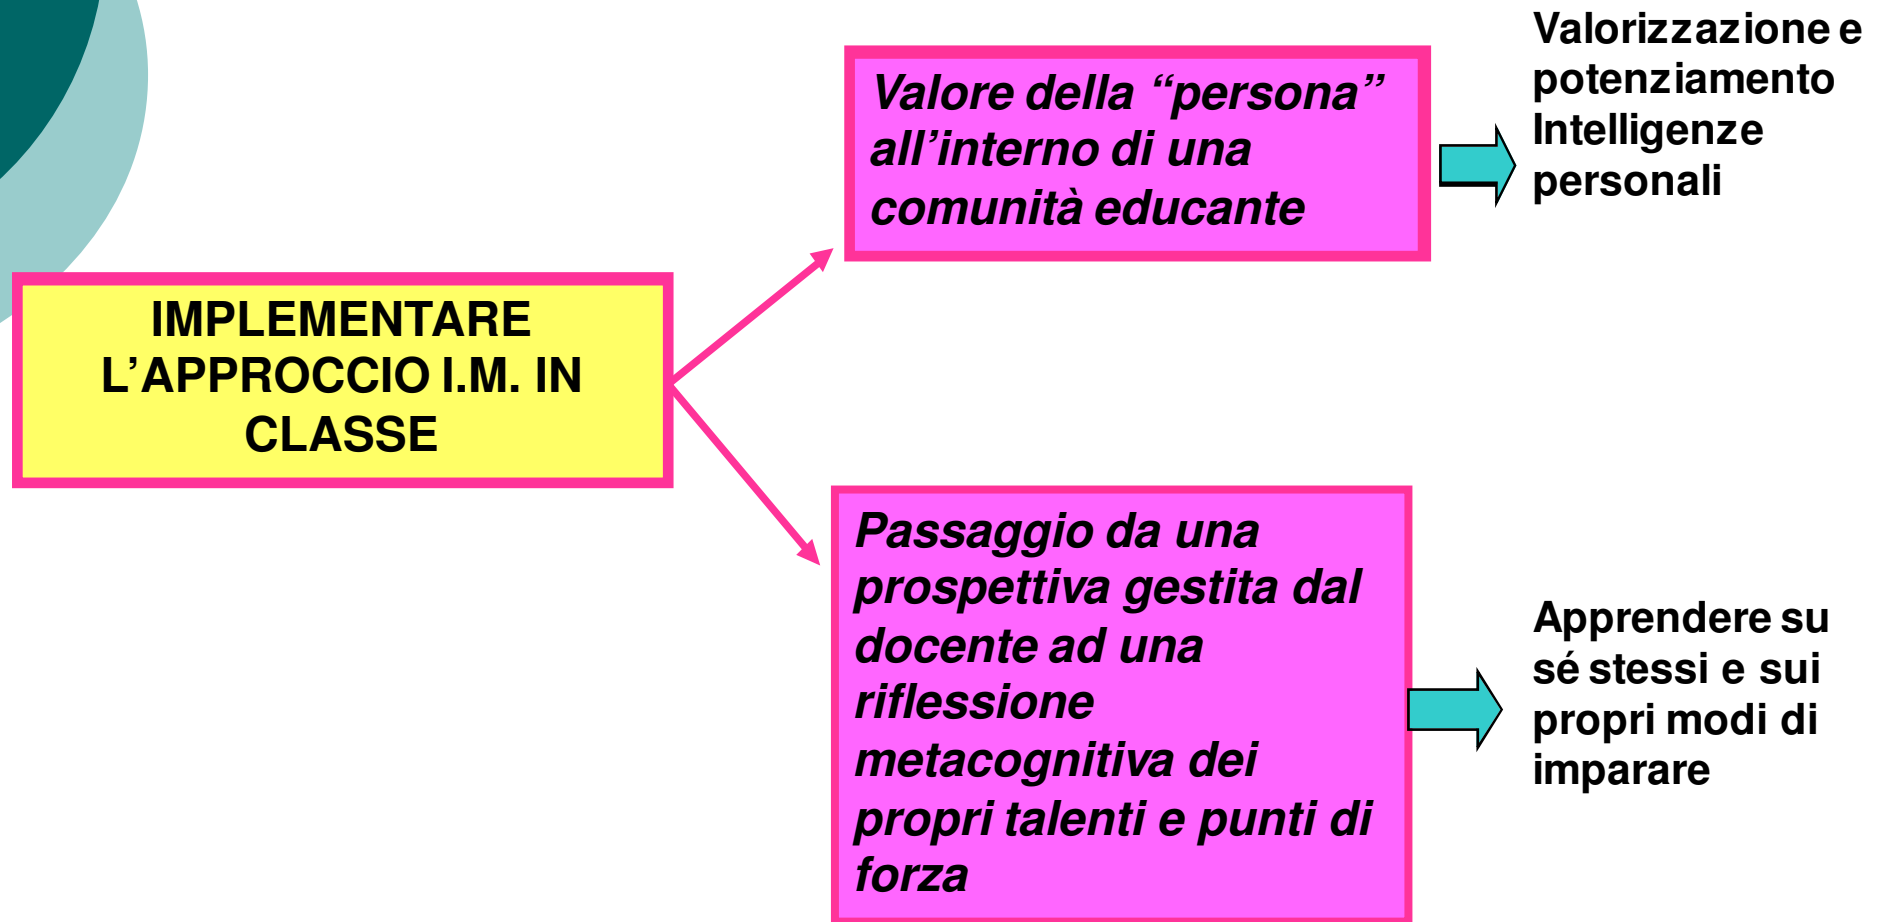 Valorizzazione e
potenziamento
Intelligenze
personali
Valore della “persona”
all’interno di una
comunità educante
IMPLEMENTARE
L’APPROCCIO I.M. IN
CLASSE
Passaggio da una
prospettiva gestita dal
docente ad una
riflessione
metacognitiva dei
propri talenti e punti di
forza
Apprendere su
sé stessi e sui
propri modi di
imparare